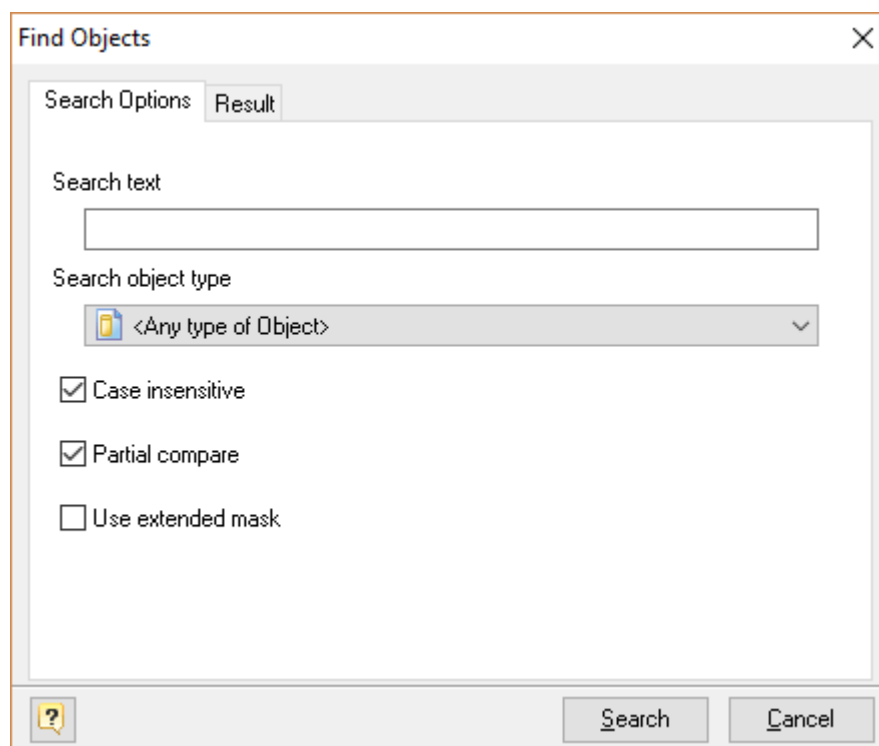 Find Objects
Search Options
Result
Search text
Search object type
<Any type of Object>
Case insensitive
Partial compare
Use extended mask
?
Search
Cancel